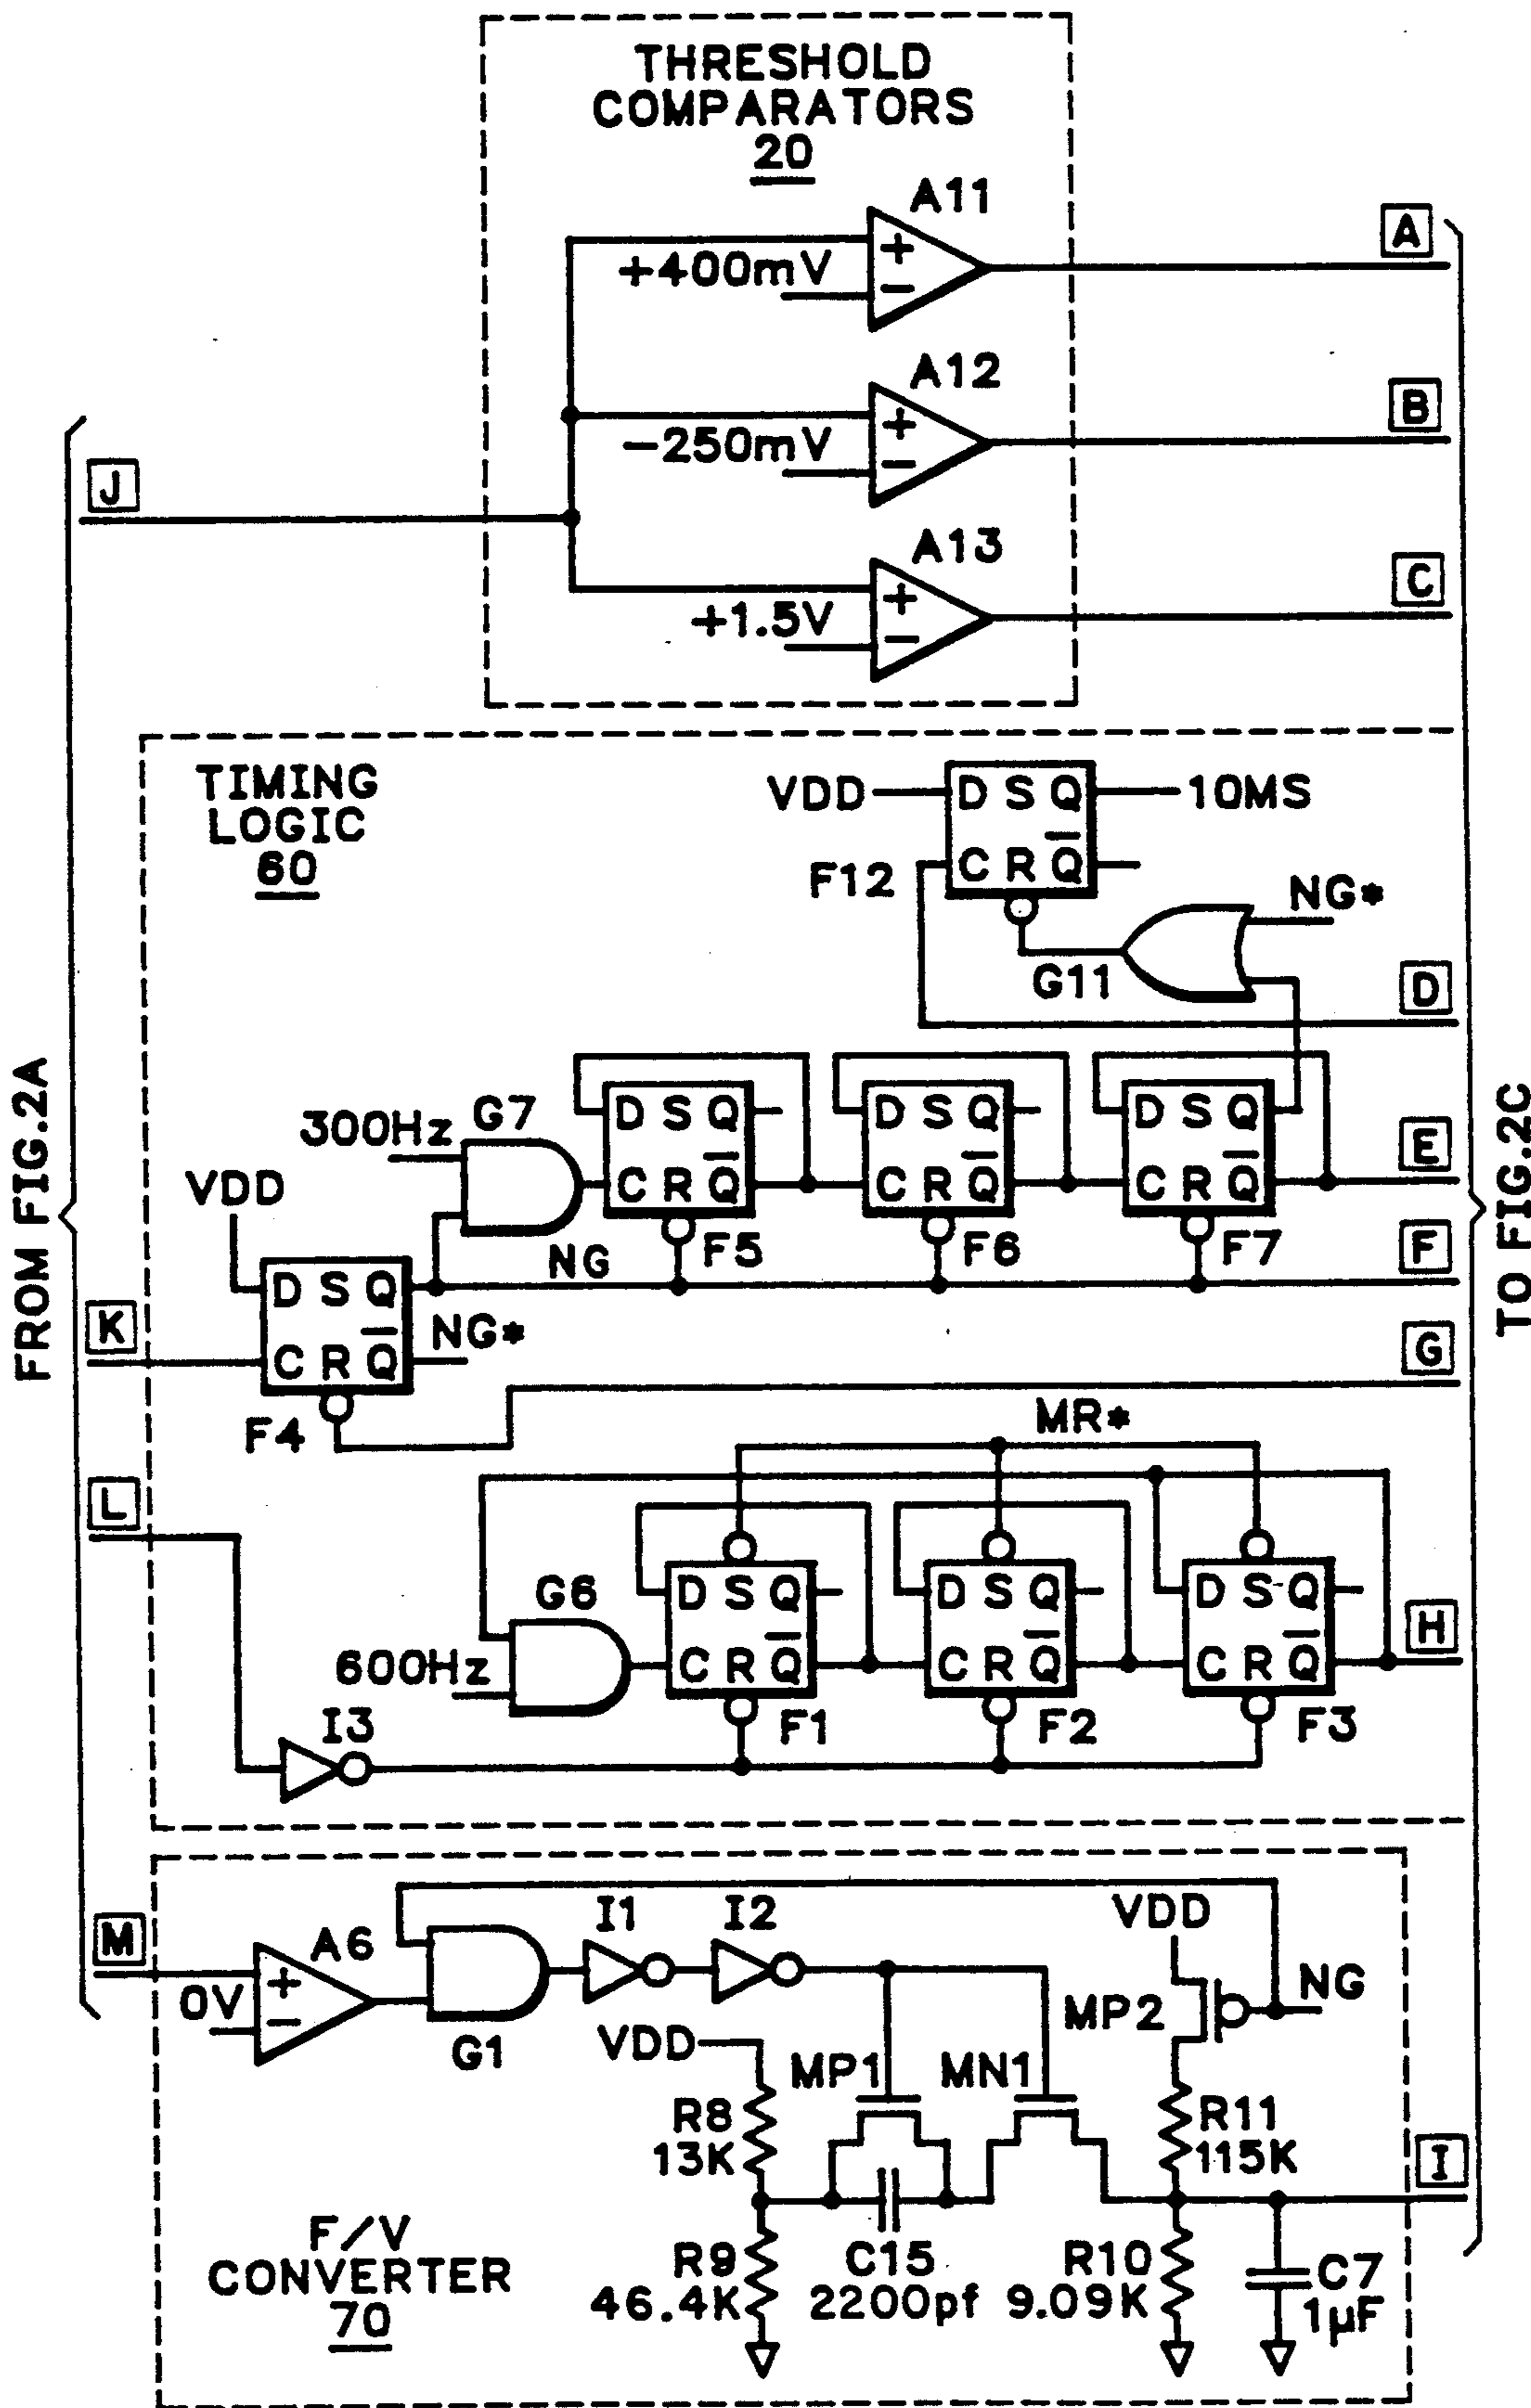 THRESHOLD
COMPARATORS
20
A11
+
+400mV
−
A
A12
+
−250mV
−
B
J
A13
+
+1.5V
−
C
TIMING
LOGIC
60
VDD
D S Q
10MS
C R Q
F12
NG*
G11
D
FROM FIG.2A
TO FIG.2C
300Hz
G7
D S Q
D S Q
D S Q
VDD
C R Q
C R Q
C R Q
E
NG
F5
F6
F7
F
D S Q
K
NG*
C R Q
G
F4
MR*
L
G6
D S Q
D S Q
D S Q
600Hz
C R Q
C R Q
C R Q
H
I3
F1
F2
F3
M
A6
I1
I2
VDD
+
0V
−
G1
NG
MP2
VDD
MP1
MN1
R8
13K
R11
115K
I
F/V
CONVERTER
70
R9
46.4K
C15
2200pf
R10
9.09K
C7
1µF